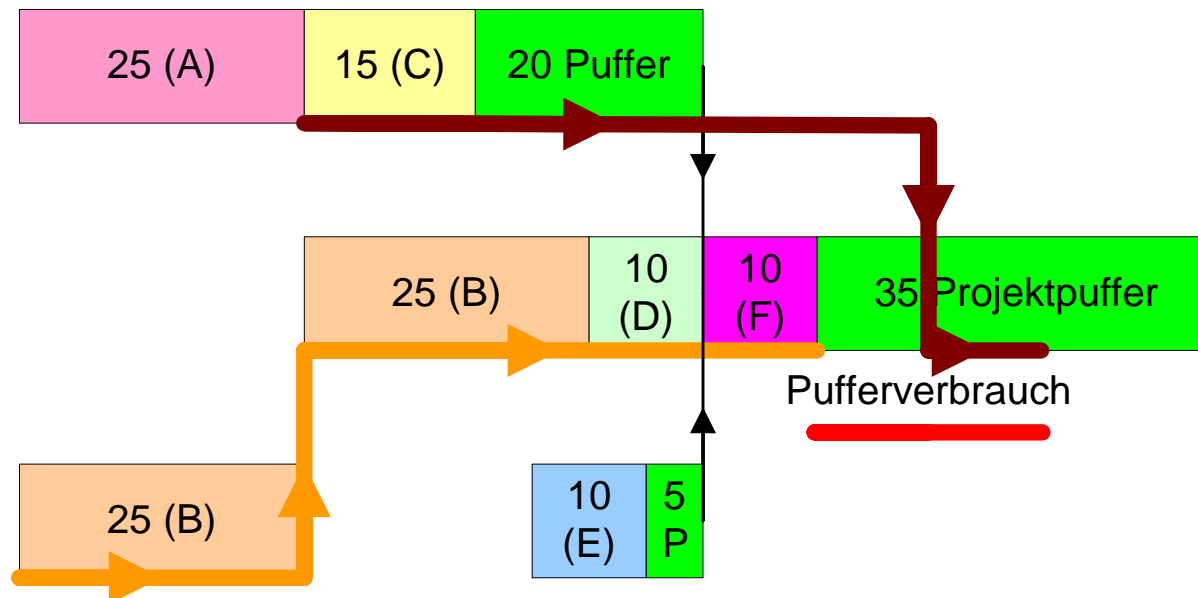 25 (A)
15 (C)
20 Puffer
25 (B)
10
(D)
10
(F)
35 Projektpuffer
Pufferverbrauch
25 (B)
10
(E)
5
P